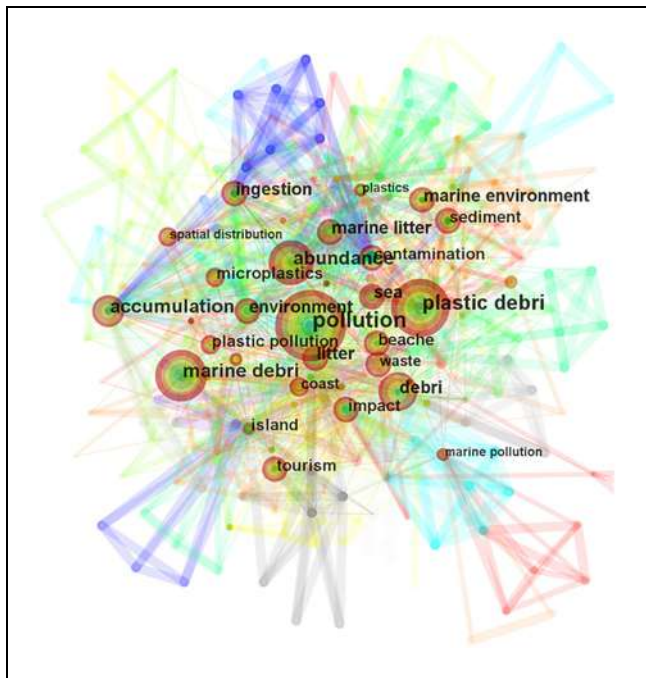 ingestion
plastics
marine environment
sediment
spatial distribution
marine litter
abundance
contamination
microplastics
sea
plastic debri
accumulation
environment
pollution
plastic pollution
beache
litter
waste
marine debri
coast
debri
impact
island
marine pollution
tourism